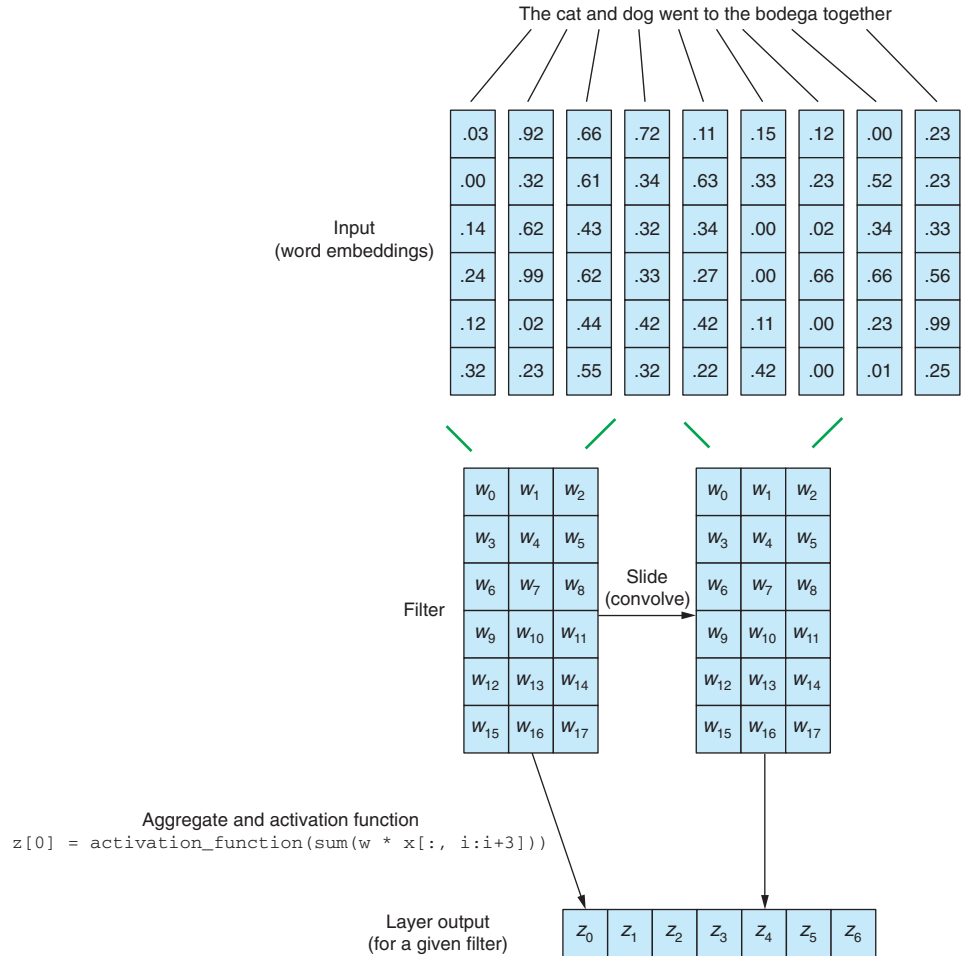 The cat and dog went to the bodega together
.03 .92 .66 .72 .11 .15 .12 .00 .23
.00 .32 .61 .34 .63 .33 .23 .52 .23
.14 .62 .43 .32 .34 .00 .02 .34 .33
Input
(word embeddings)
.24 .99 .62 .33 .27 .00 .66 .66 .56
.12 .02 .44 .42 .42 .11 .00 .23 .99
.32 .23 .55 .32 .22 .42 .00 .01 .25
w₀ w₁ w₂ w₀ w₁ w₂
w₃ w₄ w₅ w₃ w₄ w₅
w₆ w₇ w₈ w₆ w₇ w₈
Slide
(convolve)
Filter
w₉ w₁₀ w₁₁ w₉ w₁₀ w₁₁
w₁₂ w₁₃ w₁₄ w₁₂ w₁₃ w₁₄
w₁₅ w₁₆ w₁₇ w₁₅ w₁₆ w₁₇
Aggregate and activation function
z[0] = activation_function(sum(w * x[:, i:i+3]))
Layer output
(for a given filter)
z₀ z₁ z₂ z₃ z₄ z₅ z₆